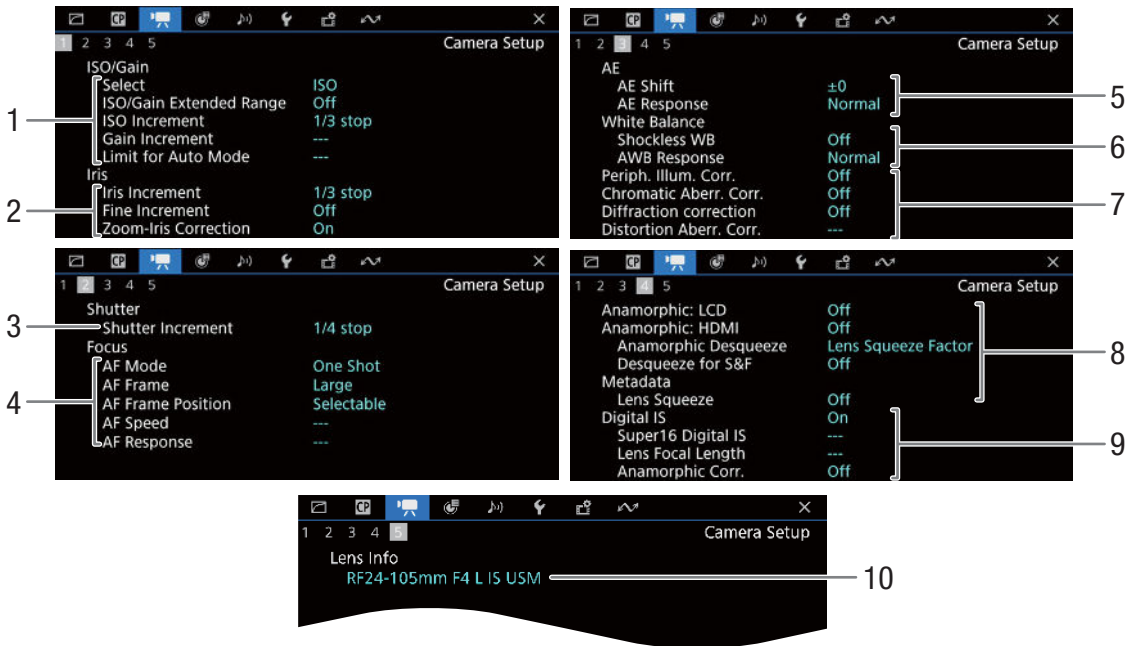 CP
1 2 3 4 5 Camera Setup
ISO/Gain
Select ISO
ISO/Gain Extended Range Off
ISO Increment 1/3 stop
Gain Increment ---
Limit for Auto Mode ---
Iris
Iris Increment 1/3 stop
Fine Increment Off
Zoom-Iris Correction On
1
2
CP
1 2 3 4 5 Camera Setup
Shutter
Shutter Increment 1/4 stop
Focus
AF Mode One Shot
AF Frame Large
AF Frame Position Selectable
AF Speed ---
AF Response ---
3
4
CP
1 2 3 4 5 Camera Setup
AE
AE Shift ±0
AE Response Normal
White Balance
Shockless WB Off
AWB Response Normal
Periph. Illum. Corr. Off
Chromatic Aberr. Corr. Off
Diffraction correction Off
Distortion Aberr. Corr. ---
5
6
7
CP
1 2 3 4 5 Camera Setup
Anamorphic: LCD Off
Anamorphic: HDMI Off
Anamorphic Desqueeze Lens Squeeze Factor
Desqueeze for S&F Off
Metadata
Lens Squeeze Off
Digital IS On
Super16 Digital IS ---
Lens Focal Length ---
Anamorphic Corr. Off
8
9
CP
1 2 3 4 5 Camera Setup
Lens Info
RF24-105mm F4 L IS USM
10